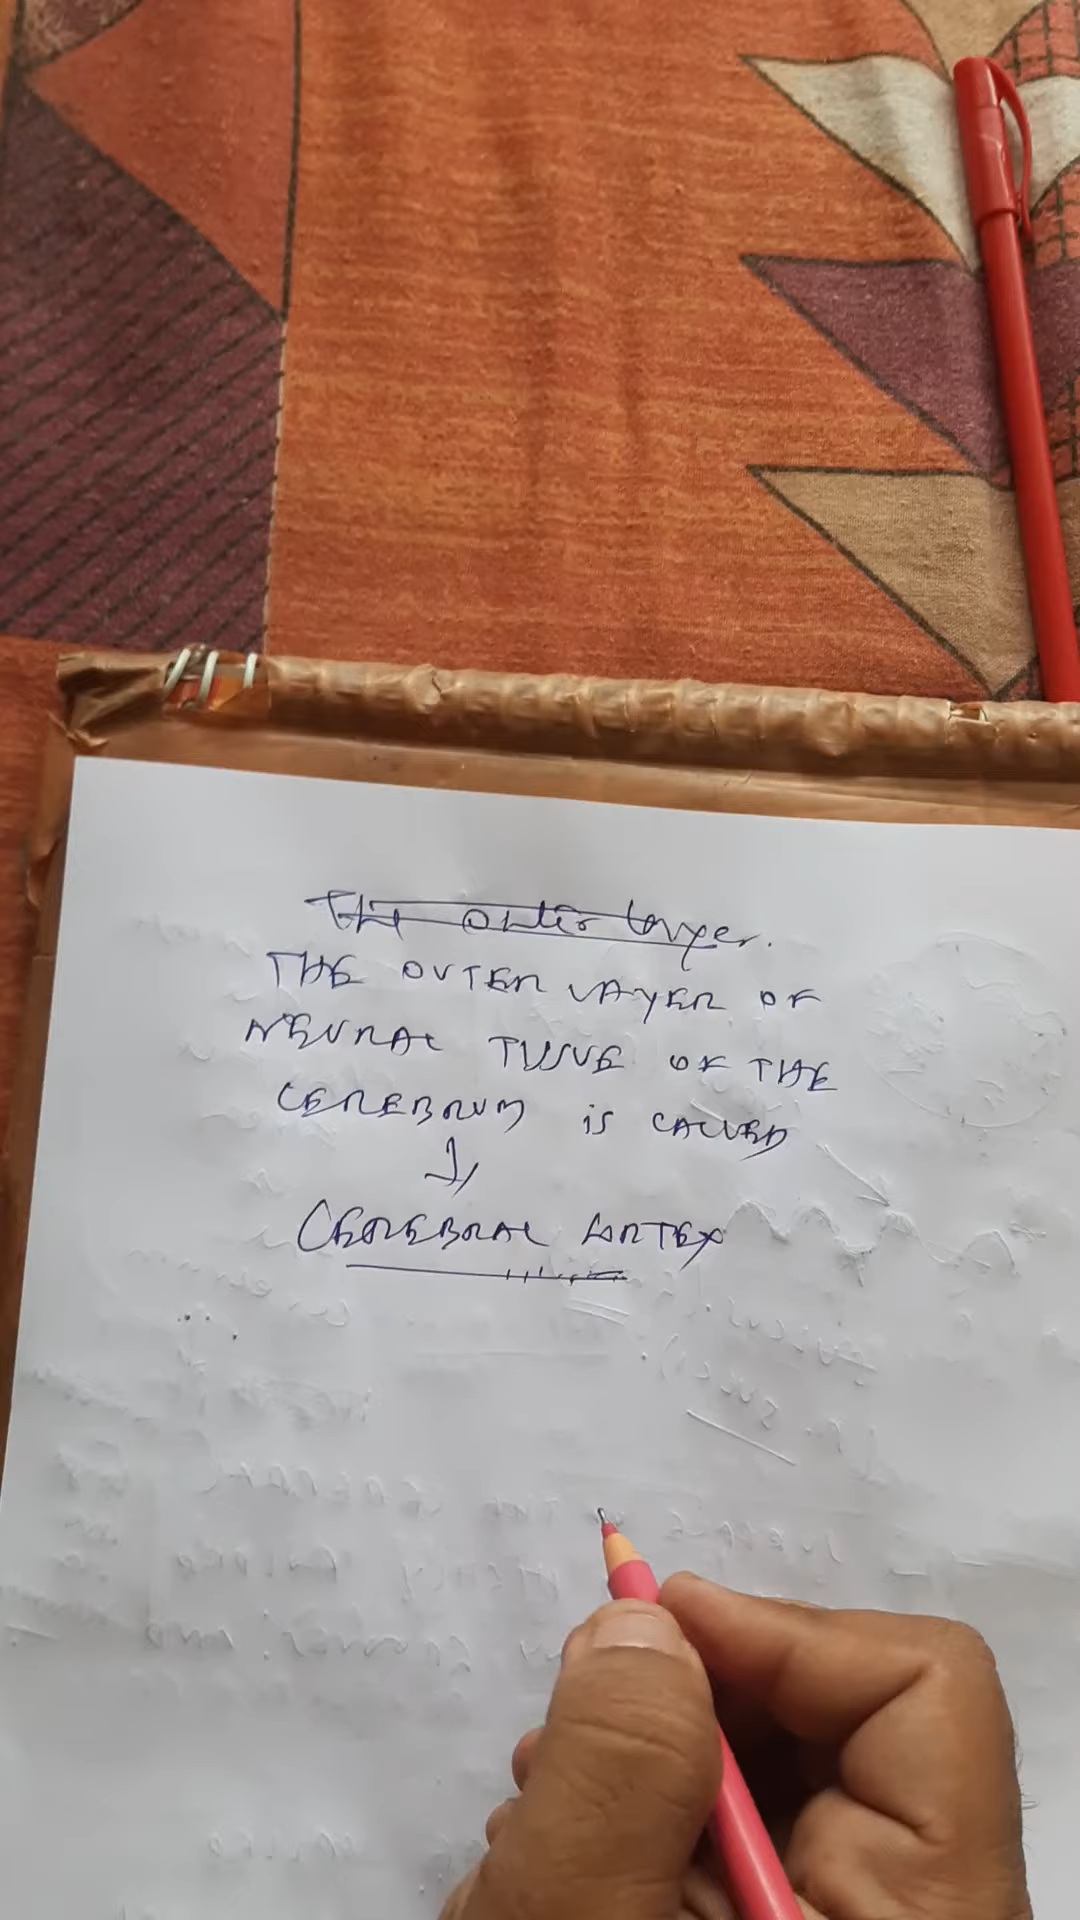 The outer layer.
THE OUTER LAYER OF
NEURAL TISSUE OF THE
CEREBRUM is CALLED
CEREBRAL CORTEX